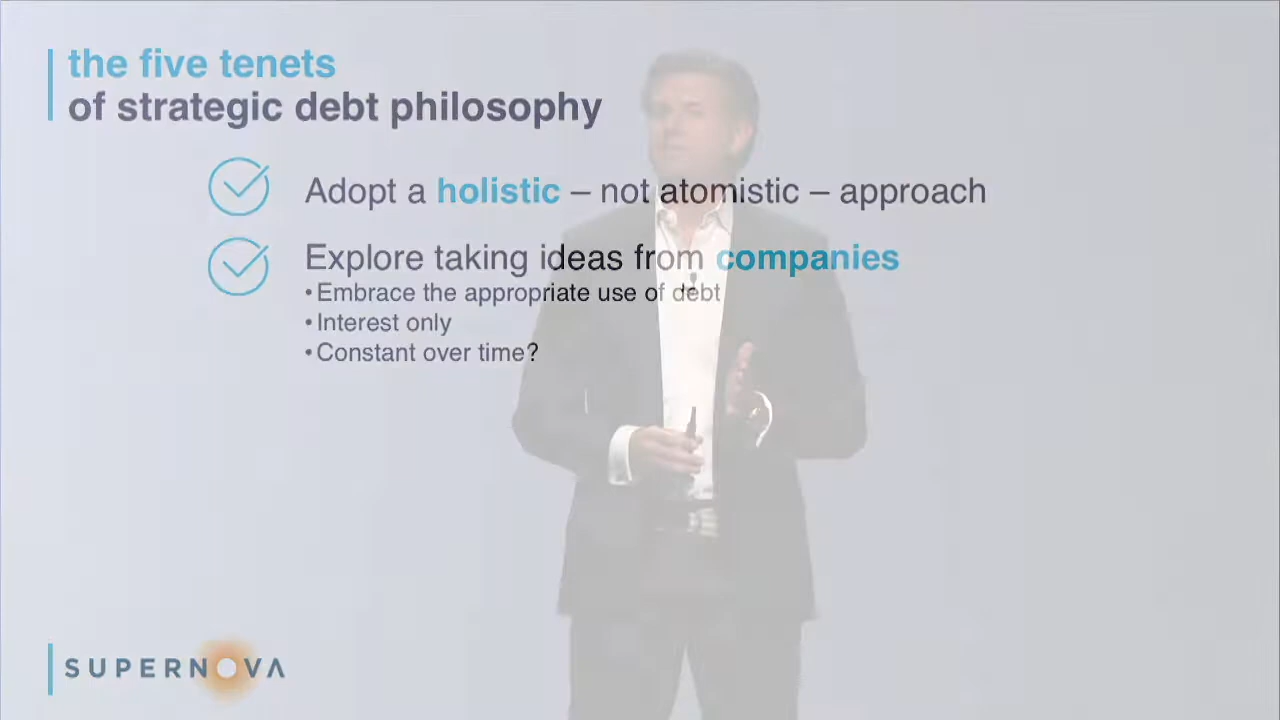 the five tenets
of strategic debt philosophy
Adopt a holistic – not atomistic – approach
Explore taking ideas from companies
• Embrace the appropriate use of debt
• Interest only
• Constant over time?
SUPERNOVA